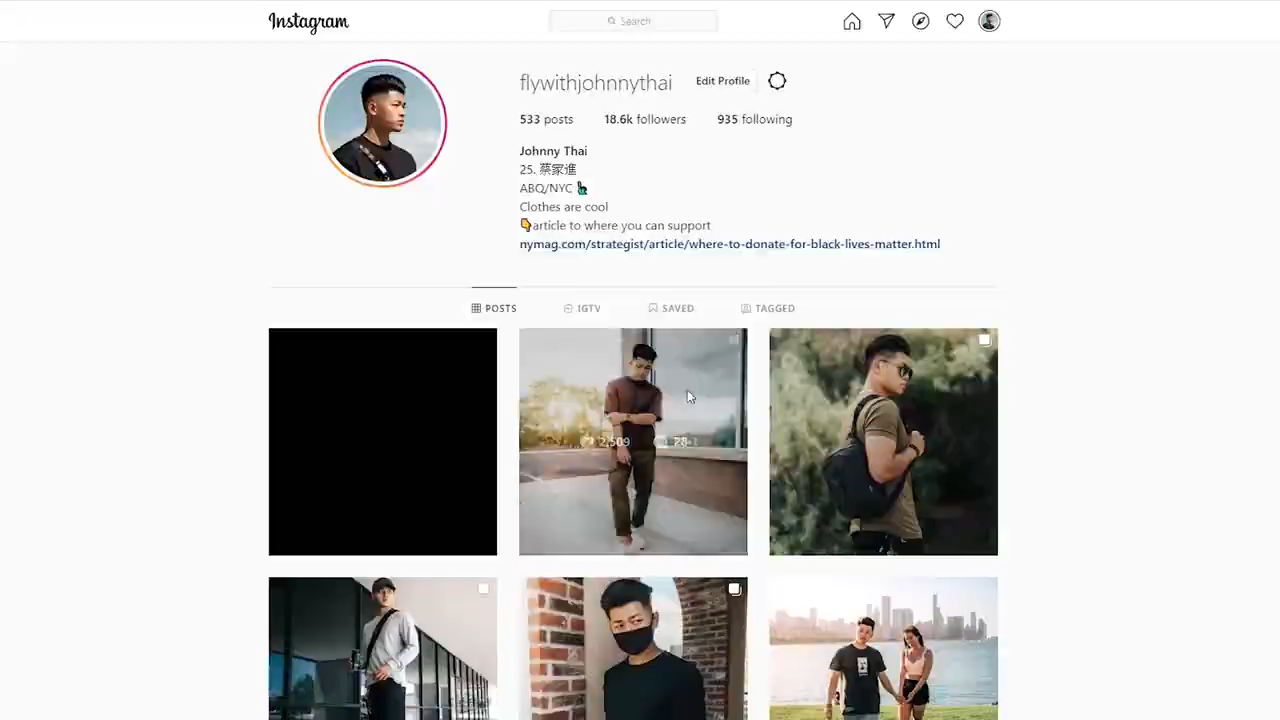 Instagram
Search
flywithjohnnythai
Edit Profile
533 posts 18.6k followers 935 following
Johnny Thai
25. 蔡家進
ABQ/NYC
Clothes are cool
article to where you can support
nymag.com/strategist/article/where-to-donate-for-black-lives-matter.html
POSTS IGTV SAVED TAGGED
2,509